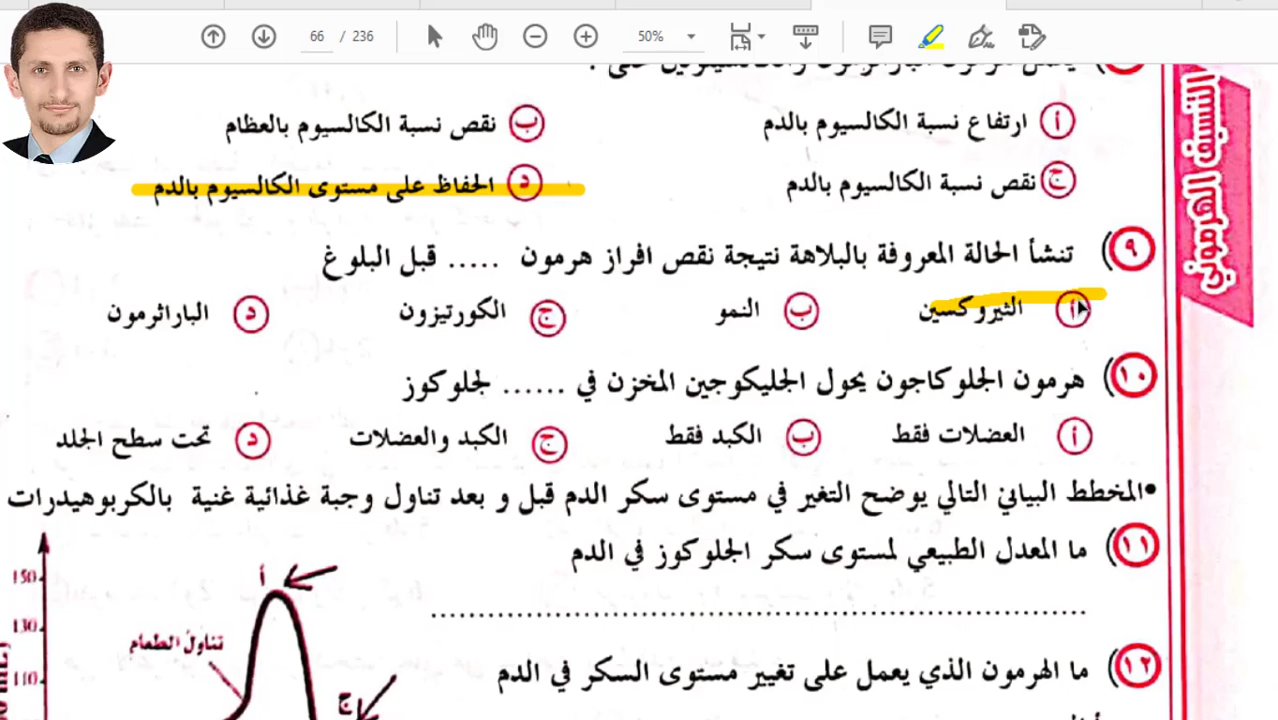 66 / 236
50%
التنسيق الهرموني
أ ارتفاع نسبة الكالسيوم بالدم
ب نقص نسبة الكالسيوم بالعظام
ج نقص نسبة الكالسيوم بالدم
د الحفاظ على مستوى الكالسيوم بالدم
٩) تنشأ الحالة المعروفة بالبلاهة نتيجة نقص افراز هرمون ..... قبل البلوغ
أ الثيروكسين ب النمو ج الكورتيزون د الباراثرمون
١٠) هرمون الجلوكاجون يحول الجليكوجين المخزن في ...... لجلوكوز
أ العضلات فقط ب الكبد فقط ج الكبد والعضلات د تحت سطح الجلد
•المخطط البياني التالي يوضح التغير في مستوى سكر الدم قبل و بعد تناول وجبة غذائية غنية بالكربوهيدرات
١١) ما المعدل الطبيعي لمستوى سكر الجلوكوز في الدم
١٢) ما الهرمون الذي يعمل على تغيير مستوى السكر في الدم
150
أ
130
تناول الطعام
110
ج